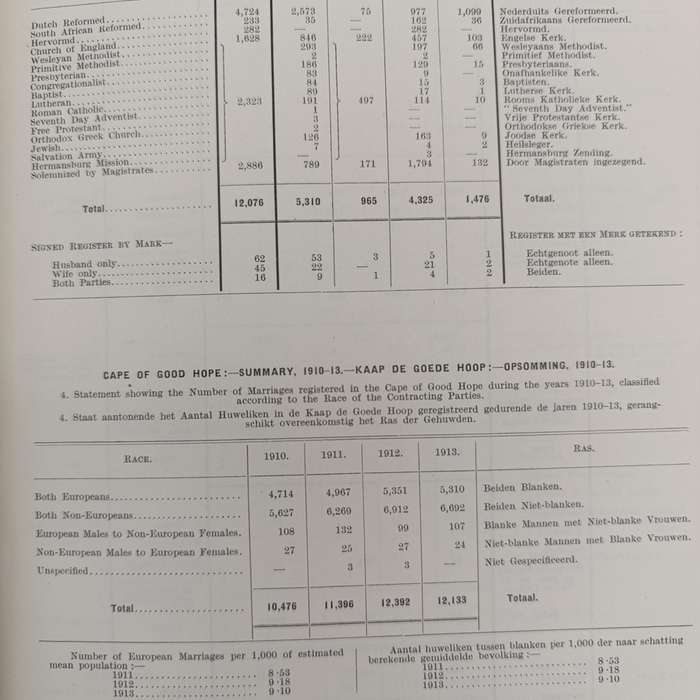 Dutch Reformed 4,724 2,573 75 977 1,099 Nederduits Gereformeerd.
South African Reformed 233 35 — 162 36 Zuidafrikaans Gereformeerd.
Hervormd 282 — — 282 — Hervormd.
Church of England 1,628 846 222 457 103 Engelse Kerk.
Wesleyan Methodist 293 197 66 Wesleyaans Methodist.
Primitive Methodist 2 2 — Primitief Methodist.
Presbyterian 186 129 15 Presbyteriaans.
Congregationalist 83 9 — Onafhankelike Kerk.
Baptist 84 15 3 Baptisten.
Lutheran 89 17 1 Lutherse Kerk.
Roman Catholic 2,323 191 497 114 10 Rooms Katholieke Kerk.
Seventh Day Adventist 1 — — "Seventh Day Adventist."
Free Protestant 3 — — Vrije Protestantse Kerk.
Orthodox Greek Church 2 — — Orthodokse Griekse Kerk.
Jewish 126 163 9 Joodse Kerk.
Salvation Army 7 4 2 Heilsleger.
Hermansburg Mission — 3 — Hermansburg Zending.
Solemnized by Magistrates 2,886 789 171 1,794 132 Door Magistraten ingezegend.
Total 12,076 5,310 965 4,325 1,476 Totaal.
SIGNED REGISTER BY MARK— REGISTER MET EEN MERK GETEKEND:
Husband only 62 53 3 5 1 Echtgenoot alleen.
Wife only 45 22 — 21 2 Echtgenote alleen.
Both Parties 16 9 1 4 2 Beiden.
CAPE OF GOOD HOPE:—SUMMARY, 1910-13.—KAAP DE GOEDE HOOP:—OPSOMMING, 1910-13.
4. Statement showing the Number of Marriages registered in the Cape of Good Hope during the years 1910-13, classified
according to the Race of the Contracting Parties.
4. Staat aantonende het Aantal Huweliken in de Kaap de Goede Hoop geregistreerd gedurende de jaren 1910-13, gerang-
schikt overeenkomstig het Ras der Gehuwden.
RACE. 1910. 1911. 1912. 1913. RAS.
Both Europeans 4,714 4,967 5,351 5,310 Beiden Blanken.
Both Non-Europeans 5,627 6,269 6,912 6,692 Beiden Niet-blanken.
European Males to Non-European Females. 108 132 99 107 Blanke Mannen met Niet-blanke Vrouwen.
Non-European Males to European Females. 27 25 27 24 Niet-blanke Mannen met Blanke Vrouwen.
Unspecified — 3 3 — Niet Gespecificeerd.
Total 10,476 11,396 12,392 12,133 Totaal.
Number of European Marriages per 1,000 of estimated
mean population:—
1911 8·53
1912 9·18
1913 9·10
Aantal huweliken tussen blanken per 1,000 der naar schatting
berekende gemiddelde bevolking:—
1911 8·53
1912 9·18
1913 9·10